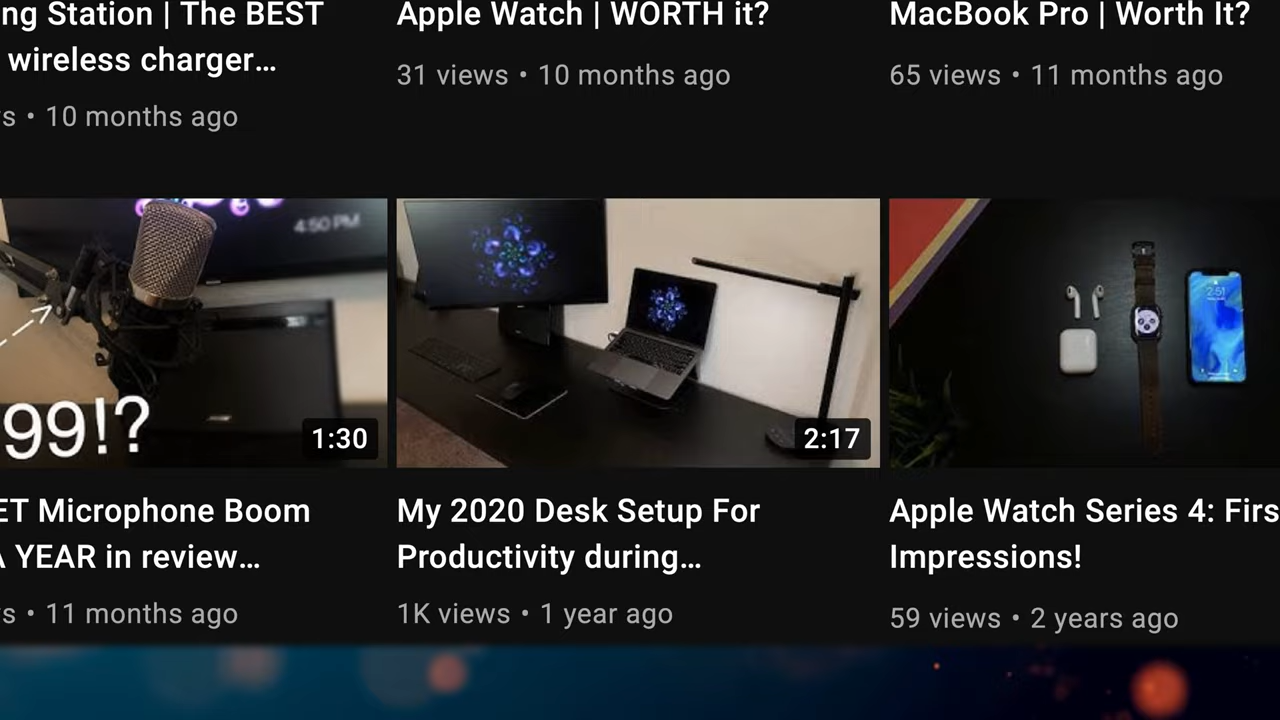 ng Station | The BEST
wireless charger…
s • 10 months ago
Apple Watch | WORTH it?
31 views • 10 months ago
MacBook Pro | Worth It?
65 views • 11 months ago
4:50 PM
99!?
1:30
ET Microphone Boom
A YEAR in review…
s • 11 months ago
2:17
My 2020 Desk Setup For
Productivity during…
1K views • 1 year ago
2:51
Apple Watch Series 4: Firs
Impressions!
59 views • 2 years ago